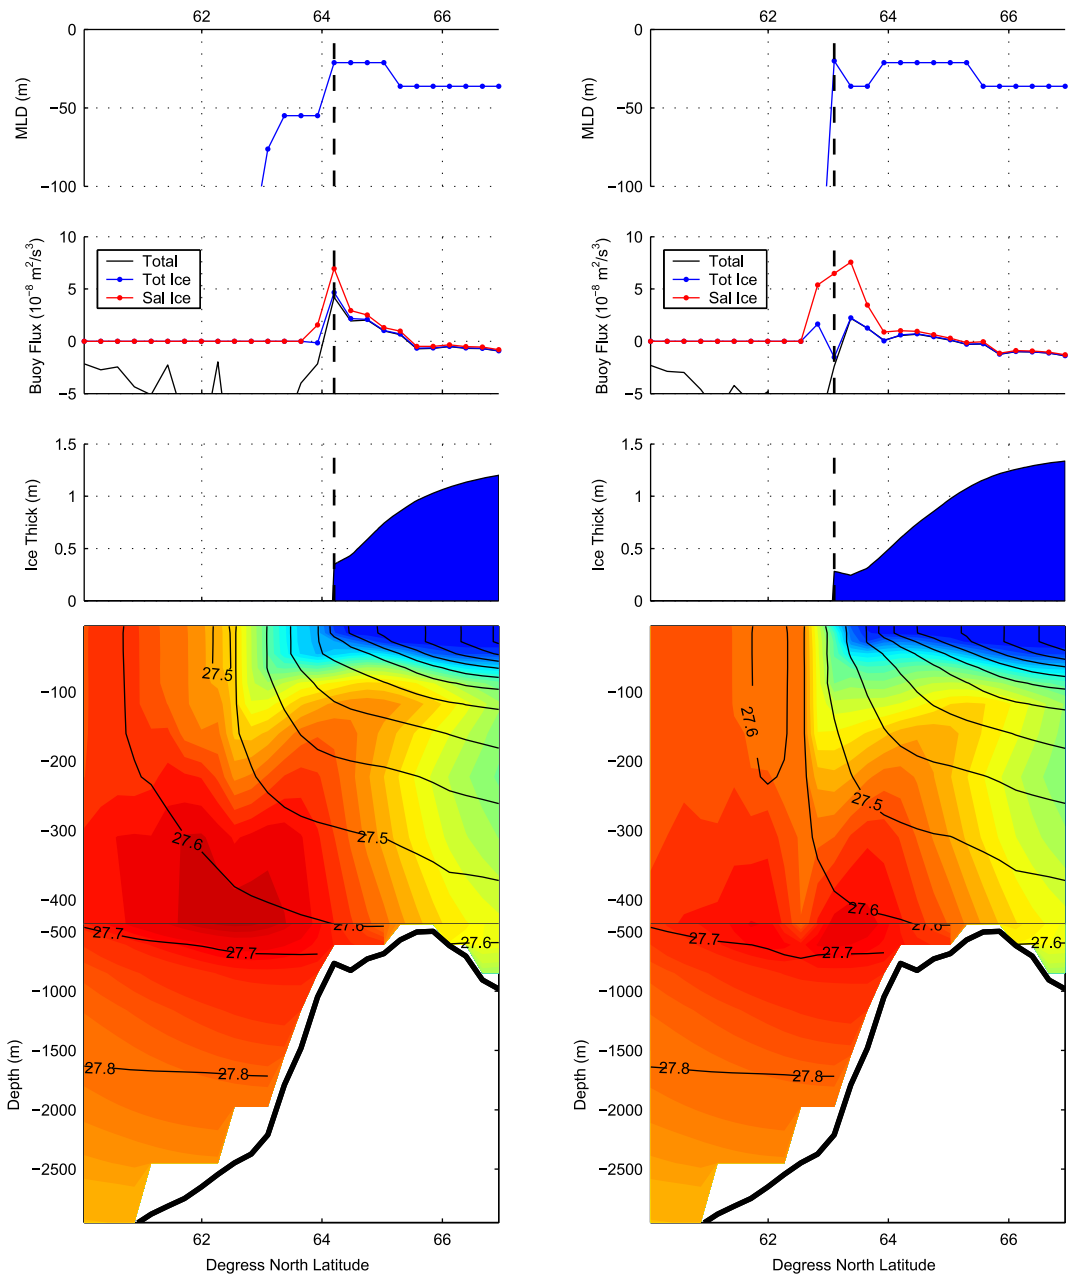 62 64 66
62 64 66
0
−50
−100
MLD (m)
0
−50
−100
MLD (m)
10
5
0
−5
Buoy Flux (10⁻⁸ m²/s³)
Total
Tot Ice
Sal Ice
10
5
0
−5
Buoy Flux (10⁻⁸ m²/s³)
Total
Tot Ice
Sal Ice
1.5
1
0.5
0
Ice Thick (m)
1.5
1
0.5
0
Ice Thick (m)
−100
−200
−300
−400
−500
−1000
−1500
−2000
−2500
Depth (m)
27.5
27.6
27.5
27.6
27.7
27.7
27.6
27.8
27.8
62 64 66
Degress North Latitude
−100
−200
−300
−400
−500
−1000
−1500
−2000
−2500
Depth (m)
27.6
27.5
27.6
27.7
27.7
27.6
27.8
27.8
62 64 66
Degress North Latitude